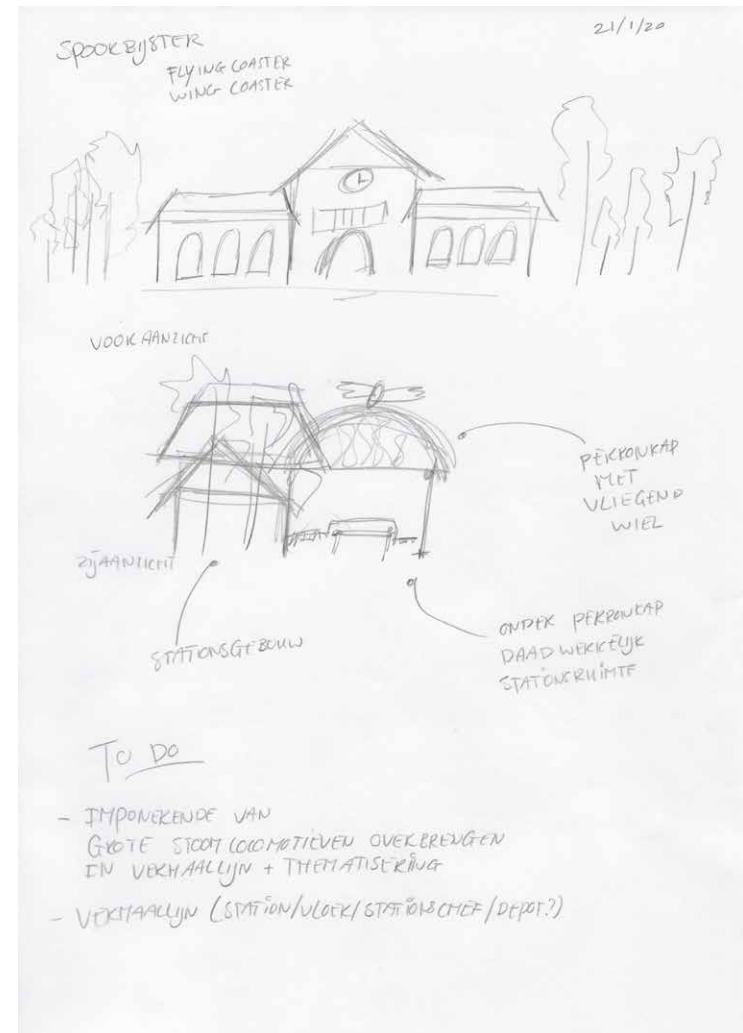 SPOOKBIJSTER
21/1/20
FLYING COASTER
WING COASTER
VOORAANZICHT
PERRONKAP
MET
VLIEGEND
WIEL
ZIJAANZICHT
STATIONSGEBOUW
ONDER PERRONKAP
DAADWERKELIJK
STATIONSRUIMTE
TO DO
- IMPONERENDE VAN
GROTE STOOMLOCOMOTIEVEN OVERBRENGEN
IN VERHAALLIJN + THEMATISERING
- VERHAALLIJN (STATION/VLOEK/STATIONSCHEF/DEPOT?)